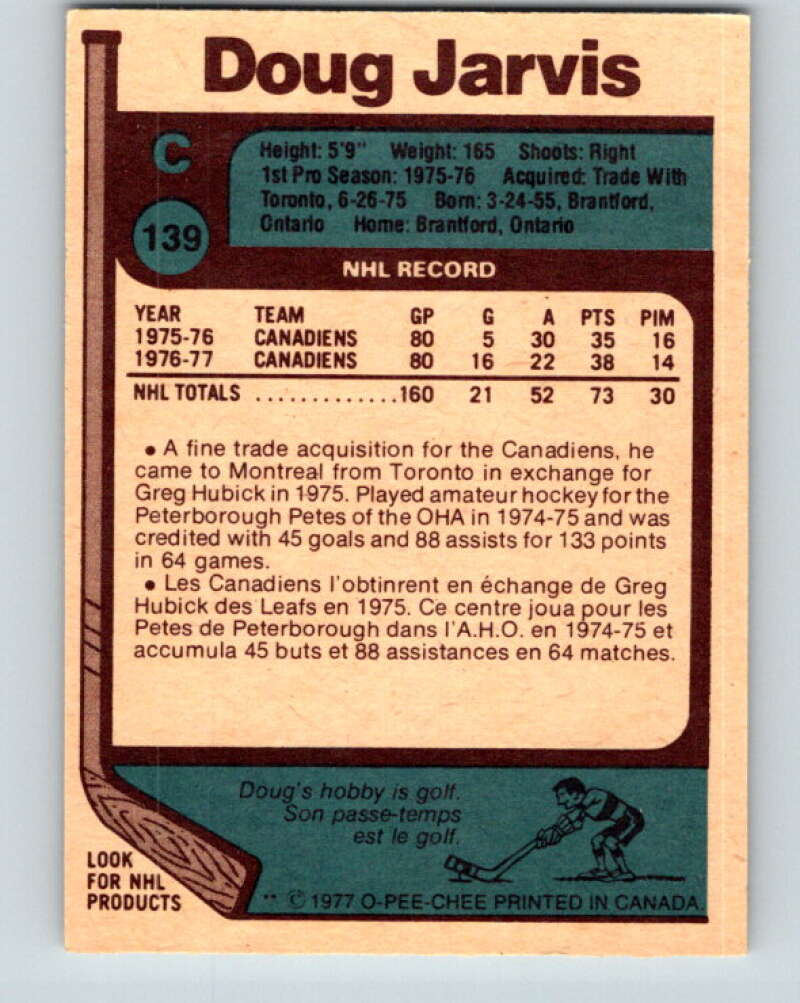 Doug Jarvis
C
139
Height: 5'9" Weight: 165 Shoots: Right
1st Pro Season: 1975-76 Acquired: Trade With
Toronto, 6-26-75 Born: 3-24-55, Brantford,
Ontario Home: Brantford, Ontario
NHL RECORD
YEAR TEAM GP G A PTS PIM
1975-76 CANADIENS 80 5 30 35 16
1976-77 CANADIENS 80 16 22 38 14
NHL TOTALS .............160 21 52 73 30
• A fine trade acquisition for the Canadiens, he
came to Montreal from Toronto in exchange for
Greg Hubick in 1975. Played amateur hockey for the
Peterborough Petes of the OHA in 1974-75 and was
credited with 45 goals and 88 assists for 133 points
in 64 games.
• Les Canadiens l'obtinrent en échange de Greg
Hubick des Leafs en 1975. Ce centre joua pour les
Petes de Peterborough dans l'A.H.O. en 1974-75 et
accumula 45 buts et 88 assistances en 64 matches.
Doug's hobby is golf.
Son passe-temps
est le golf.
LOOK
FOR NHL
PRODUCTS
** © 1977 O-PEE-CHEE PRINTED IN CANADA.